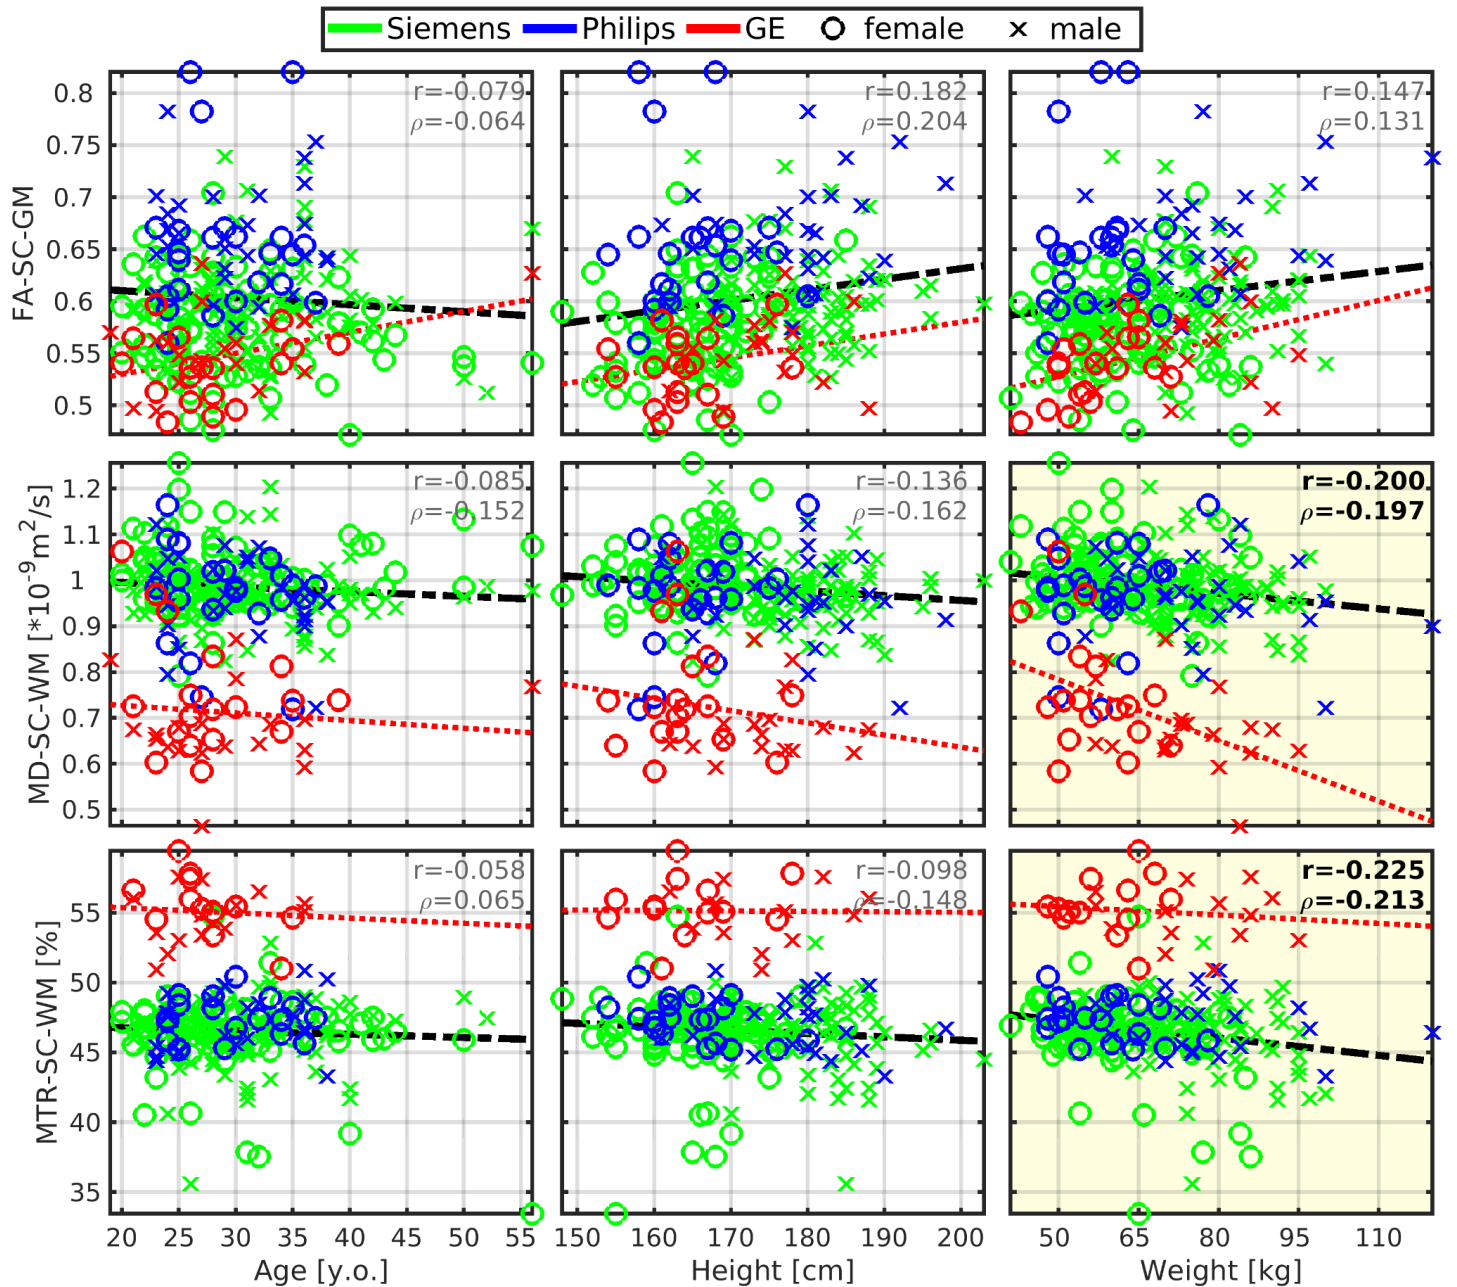 Siemens Philips GE female male
FA-SC-GM
0.8
0.75
0.7
0.65
0.6
0.55
0.5
r=-0.079
ρ=-0.064
r=0.182
ρ=0.204
r=0.147
ρ=0.131
MD-SC-WM [*10-9m2/s]
1.2
1.1
1
0.9
0.8
0.7
0.6
0.5
r=-0.085
ρ=-0.152
r=-0.136
ρ=-0.162
r=-0.200
ρ=-0.197
MTR-SC-WM [%]
55
50
45
40
35
r=-0.058
ρ=0.065
r=-0.098
ρ=-0.148
r=-0.225
ρ=-0.213
20 25 30 35 40 45 50 55
150 160 170 180 190 200
50 65 80 95 110
Age [y.o.]
Height [cm]
Weight [kg]